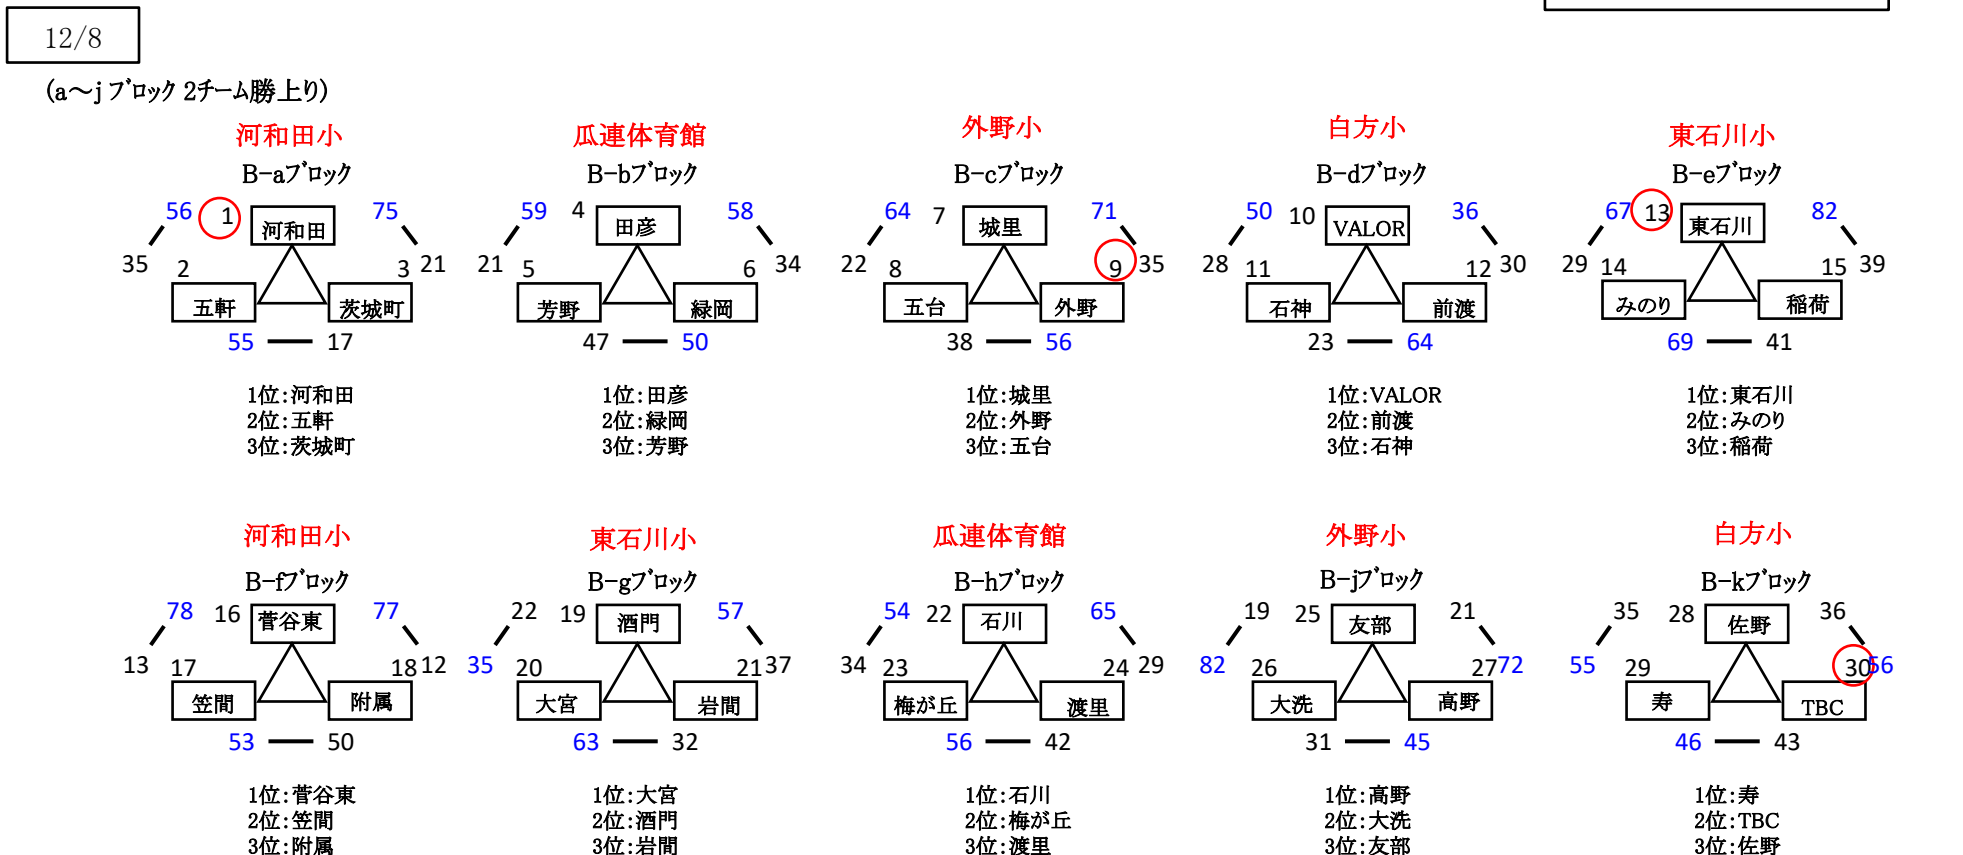 12/8
(a～jブロック 2チーム勝上り)
河和田小 瓜連体育館 外野小 白方小 東石川小
B-aブロック B-bブロック B-cブロック B-dブロック B-eブロック
56 1 河和田 75 59 4 田彦 58 64 7 城里 71 50 10 VALOR 36 67 13 東石川 82
35 2 3 21 21 5 6 34 22 8 9 35 28 11 12 30 29 14 15 39
五軒 茨城町 芳野 緑岡 五台 外野 石神 前渡 みのり 稲荷
55 17 47 50 38 56 23 64 69 41
1位:河和田 1位:田彦 1位:城里 1位:VALOR 1位:東石川
2位:五軒 2位:緑岡 2位:外野 2位:前渡 2位:みのり
3位:茨城町 3位:芳野 3位:五台 3位:石神 3位:稲荷
河和田小 東石川小 瓜連体育館 外野小 白方小
B-fブロック B-gブロック B-hブロック B-jブロック B-kブロック
78 16 菅谷東 77 22 19 酒門 57 54 22 石川 65 19 25 友部 21 35 28 佐野 36
13 17 18 12 35 20 21 37 34 23 24 29 82 26 27 72 55 29 30 56
笠間 附属 大宮 岩間 梅が丘 渡里 大洗 高野 寿 TBC
53 50 63 32 56 42 31 45 46 43
1位:菅谷東 1位:大宮 1位:石川 1位:高野 1位:寿
2位:笠間 2位:酒門 2位:梅が丘 2位:大洗 2位:TBC
3位:附属 3位:岩間 3位:渡里 3位:友部 3位:佐野